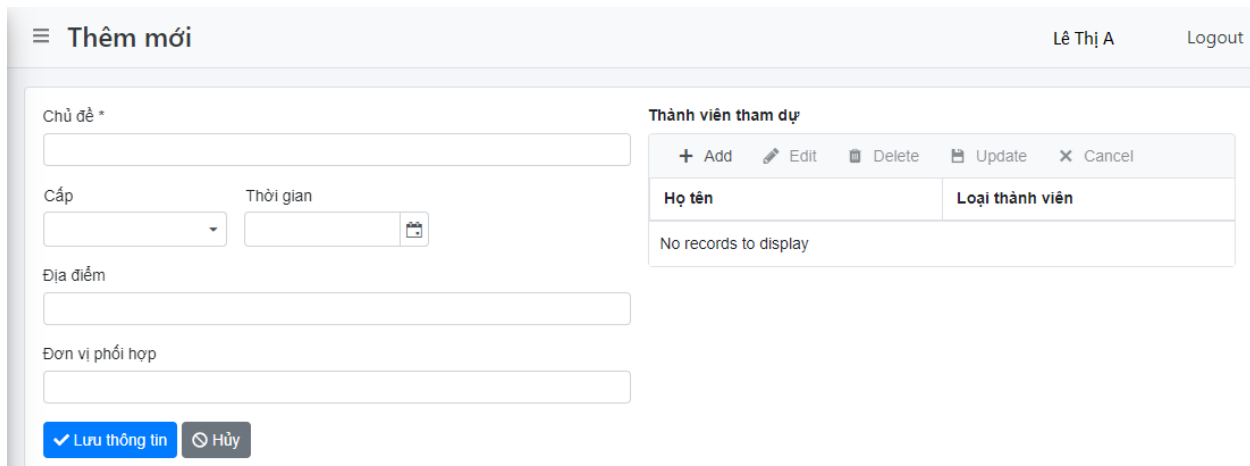 Thêm mới
Lê Thị A
Logout
Chủ đề *
Cấp
Thời gian
Địa điểm
Đơn vị phối hợp
Lưu thông tin
Hủy
Thành viên tham dự
Add Edit Delete Update Cancel
Họ tên Loại thành viên
No records to display